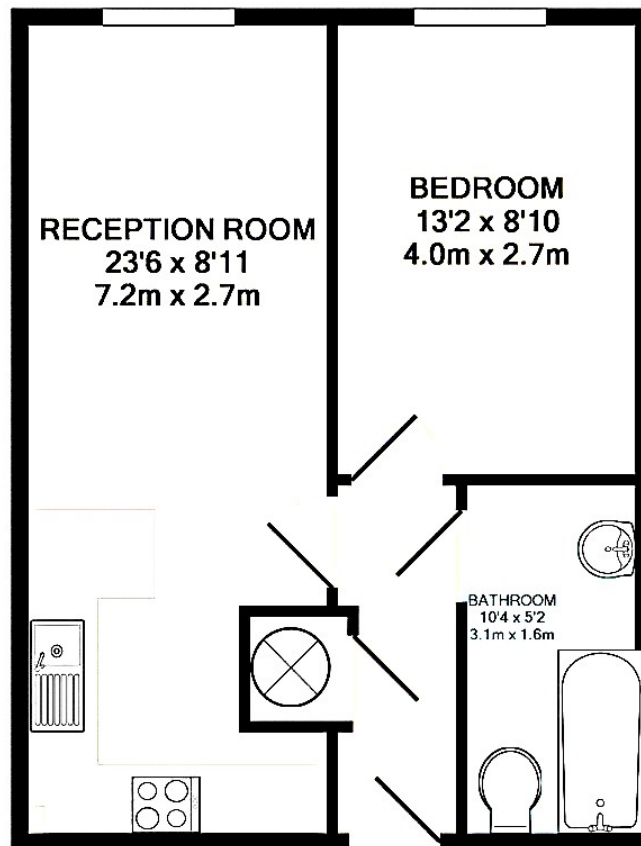 RECEPTION ROOM
23'6 x 8'11
7.2m x 2.7m
BEDROOM
13'2 x 8'10
4.0m x 2.7m
BATHROOM
10'4 x 5'2
3.1m x 1.6m